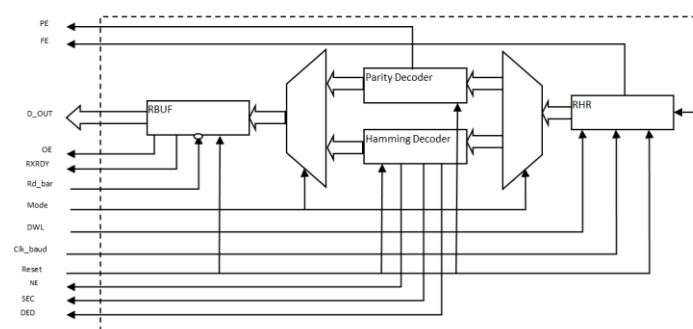 PE
FE
Parity Decoder
RHR
D_OUT
RBUF
Hamming Decoder
OE
RXRDY
Rd_bar
Mode
DWL
Clk_baud
Reset
NE
SEC
DED